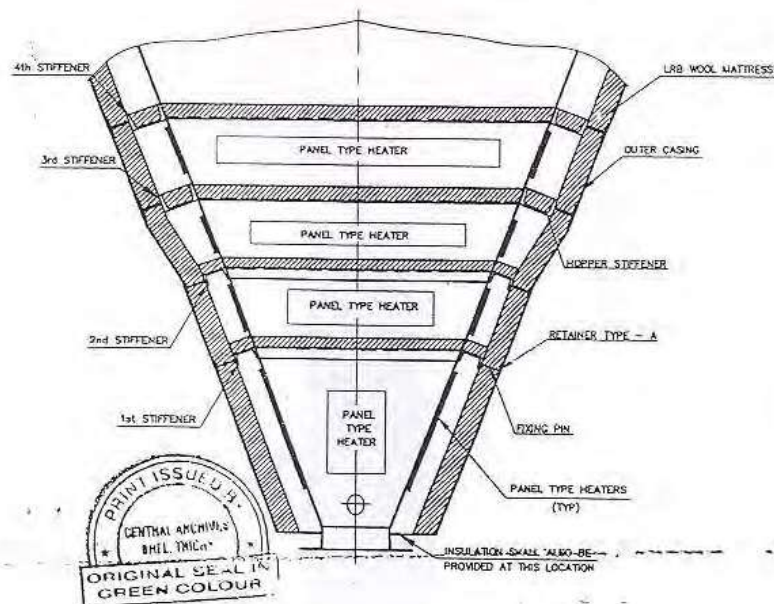 4th STIFFENER
LRB WOOL MATTRESS
PANEL TYPE HEATER
OUTER CASING
3rd STIFFENER
PANEL TYPE HEATER
HOPPER STIFFENER
PANEL TYPE HEATER
2nd STIFFENER
RETAINER TYPE - A
1st STIFFENER
PANEL
TYPE
HEATER
FIXING PIN
PANEL TYPE HEATERS
(TYP)
PRINT ISSUED BY
CENTRAL ARCHIVES
BHEL, TRICHY
ORIGINAL SEAL IN
GREEN COLOUR
INSULATION SHALL ALSO BE
PROVIDED AT THIS LOCATION